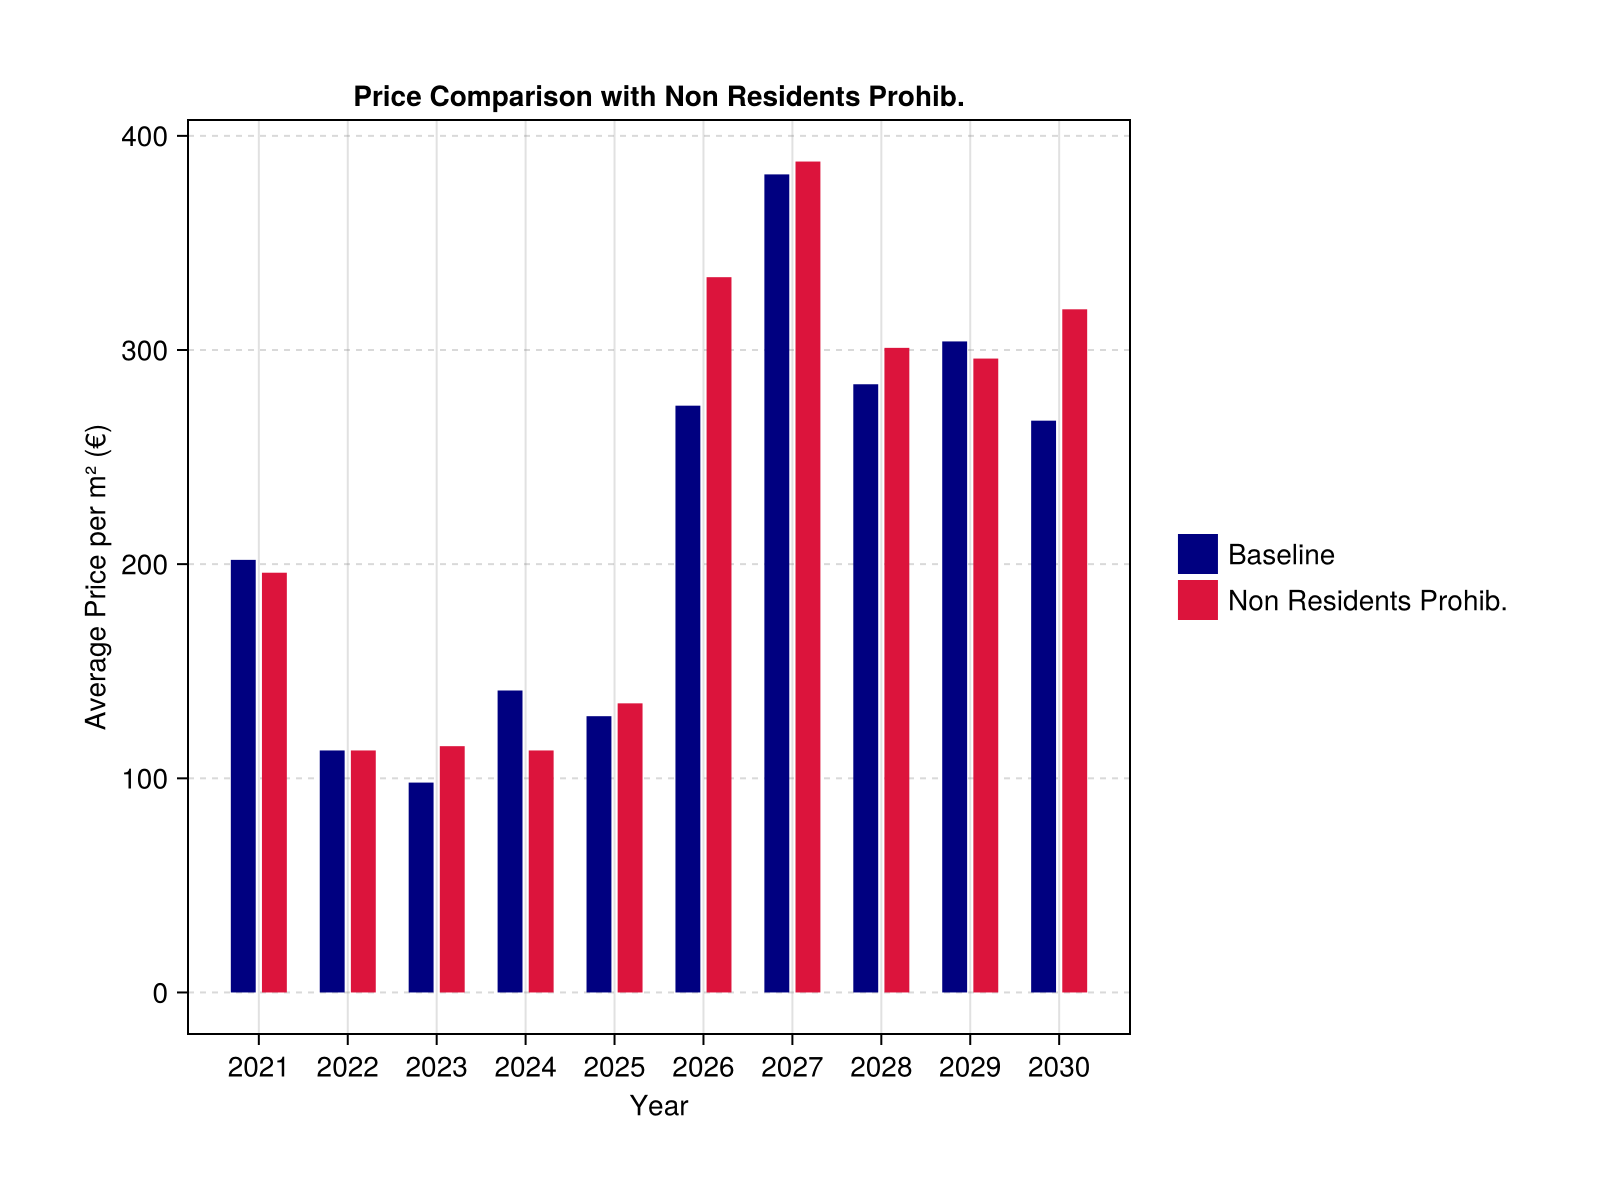 Price Comparison with Non Residents Prohib.
400
300
200
100
0
Average Price per m² (€)
2021 2022 2023 2024 2025 2026 2027 2028 2029 2030
Year
Baseline
Non Residents Prohib.